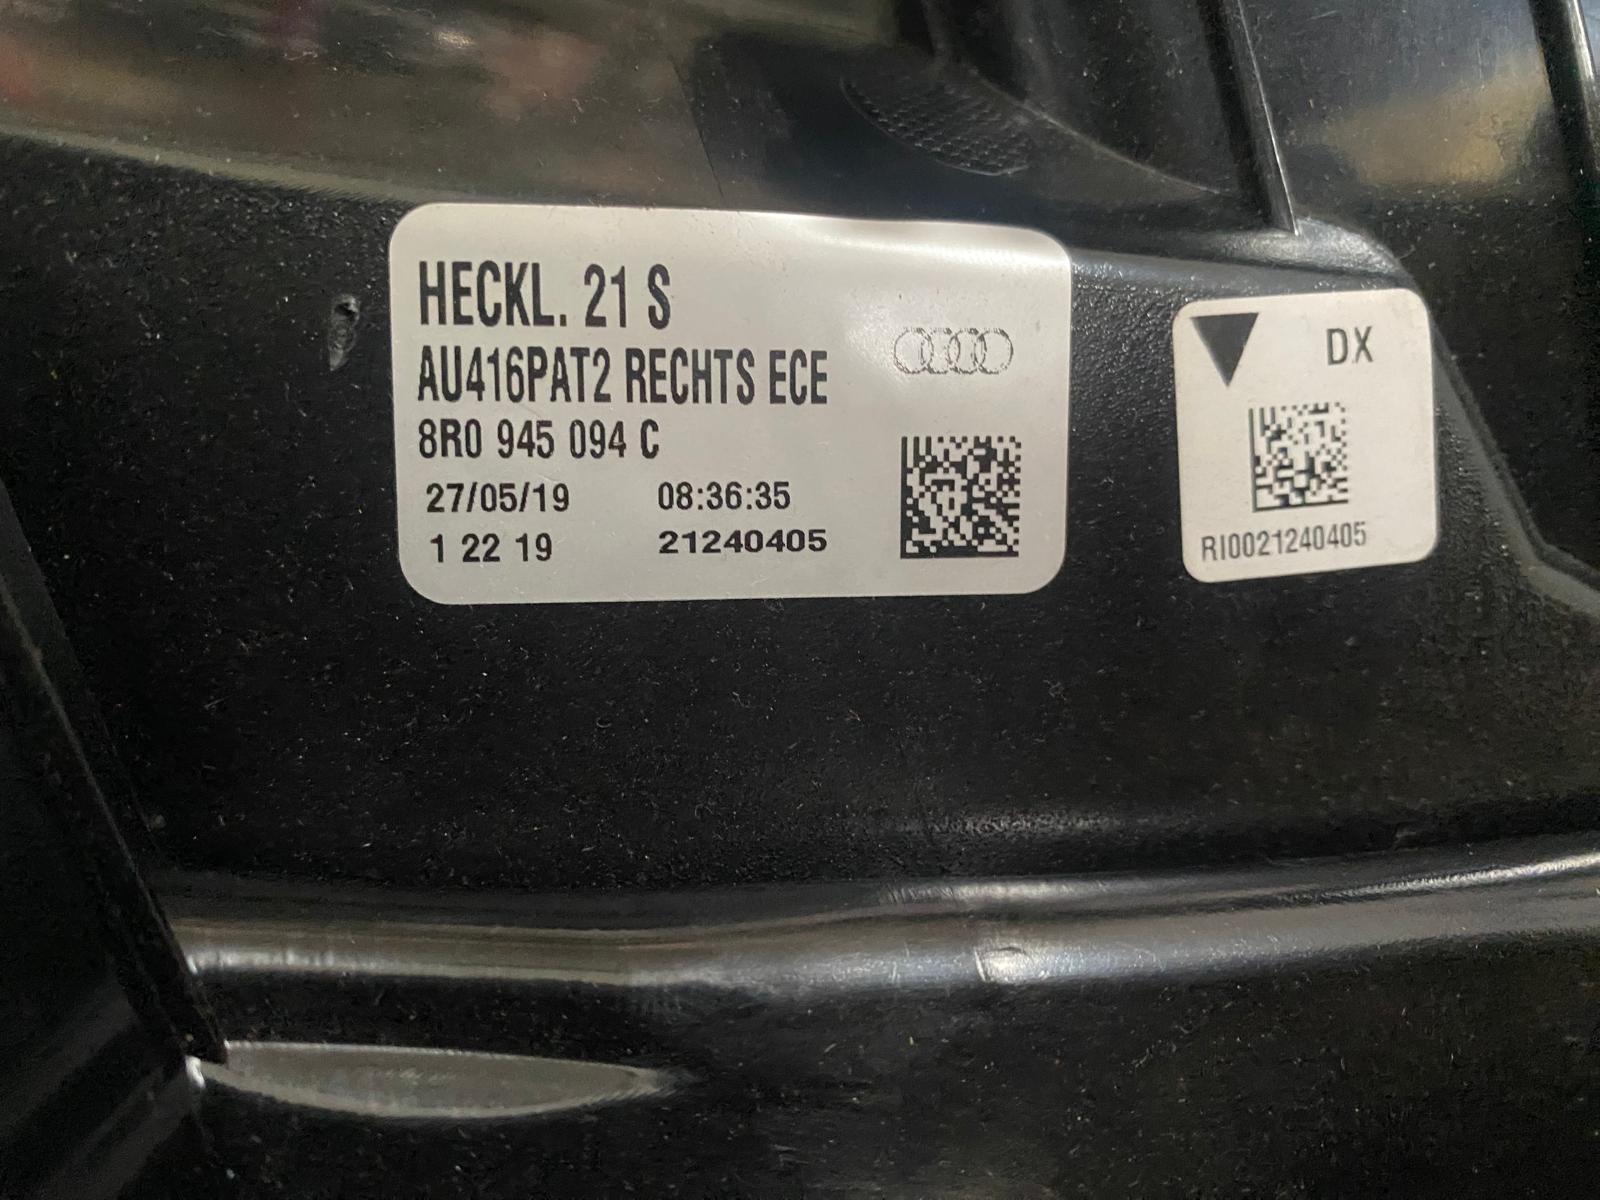 HECKL. 21 S
AU416PAT2 RECHTS ECE
8R0 945 094 C
27/05/19 08:36:35
1 22 19 21240405
DX
RI0021240405